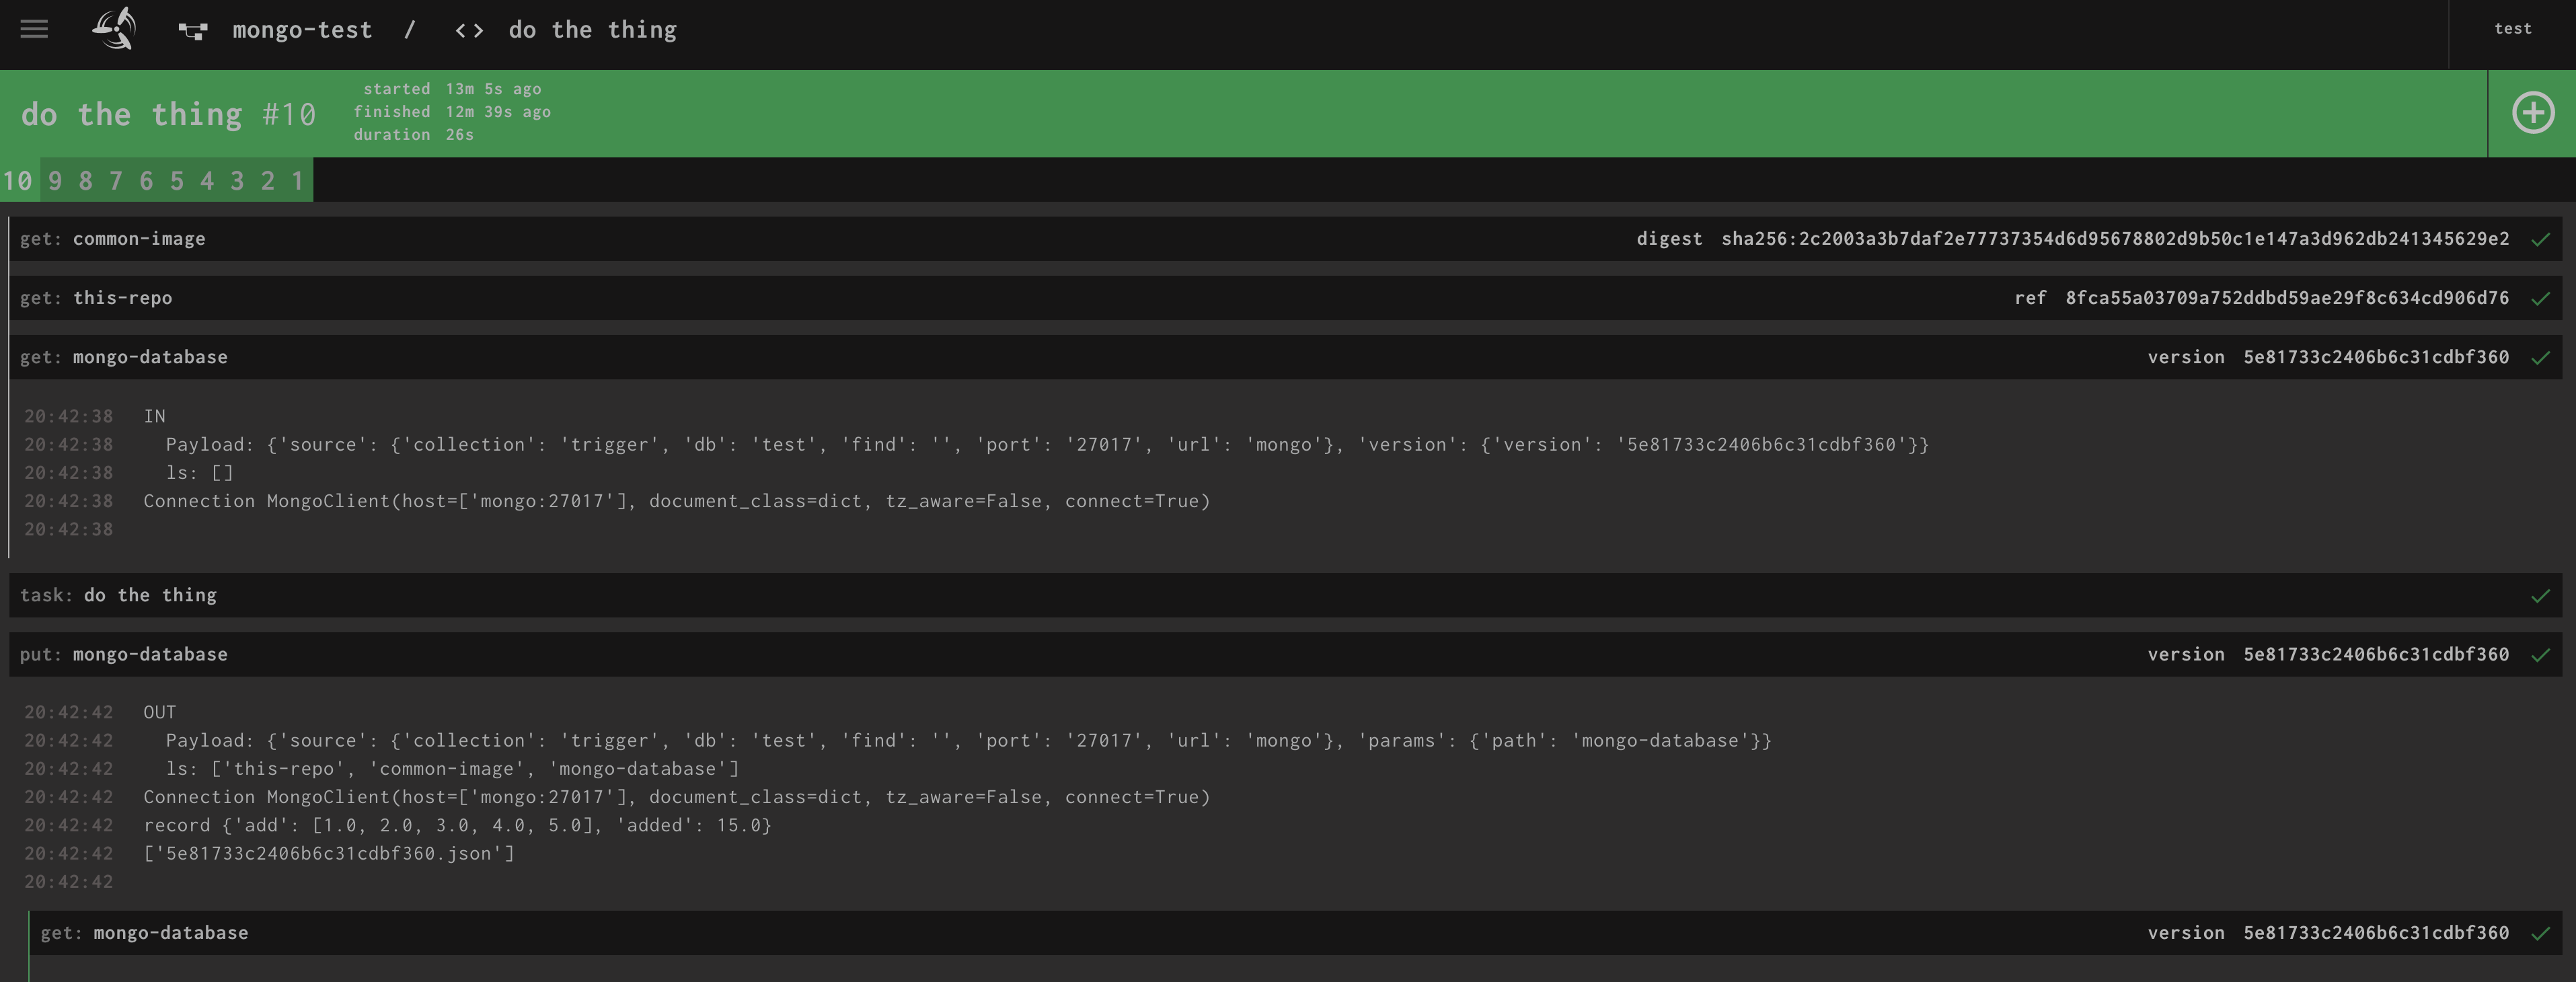 mongo-test / <> do the thing test
do the thing #10
started 13m 5s ago
finished 12m 39s ago
duration 26s
10 9 8 7 6 5 4 3 2 1
get: common-image digest sha256:2c2003a3b7daf2e77737354d6d95678802d9b50c1e147a3d962db241345629e2
get: this-repo ref 8fca55a03709a752ddbd59ae29f8c634cd906d76
get: mongo-database version 5e81733c2406b6c31cdbf360
20:42:38 IN
20:42:38 Payload: {'source': {'collection': 'trigger', 'db': 'test', 'find': '', 'port': '27017', 'url': 'mongo'}, 'version': {'version': '5e81733c2406b6c31cdbf360'}}
20:42:38 ls: []
20:42:38 Connection MongoClient(host=['mongo:27017'], document_class=dict, tz_aware=False, connect=True)
20:42:38
task: do the thing
put: mongo-database version 5e81733c2406b6c31cdbf360
20:42:42 OUT
20:42:42 Payload: {'source': {'collection': 'trigger', 'db': 'test', 'find': '', 'port': '27017', 'url': 'mongo'}, 'params': {'path': 'mongo-database'}}
20:42:42 ls: ['this-repo', 'common-image', 'mongo-database']
20:42:42 Connection MongoClient(host=['mongo:27017'], document_class=dict, tz_aware=False, connect=True)
20:42:42 record {'add': [1.0, 2.0, 3.0, 4.0, 5.0], 'added': 15.0}
20:42:42 ['5e81733c2406b6c31cdbf360.json']
20:42:42
get: mongo-database version 5e81733c2406b6c31cdbf360